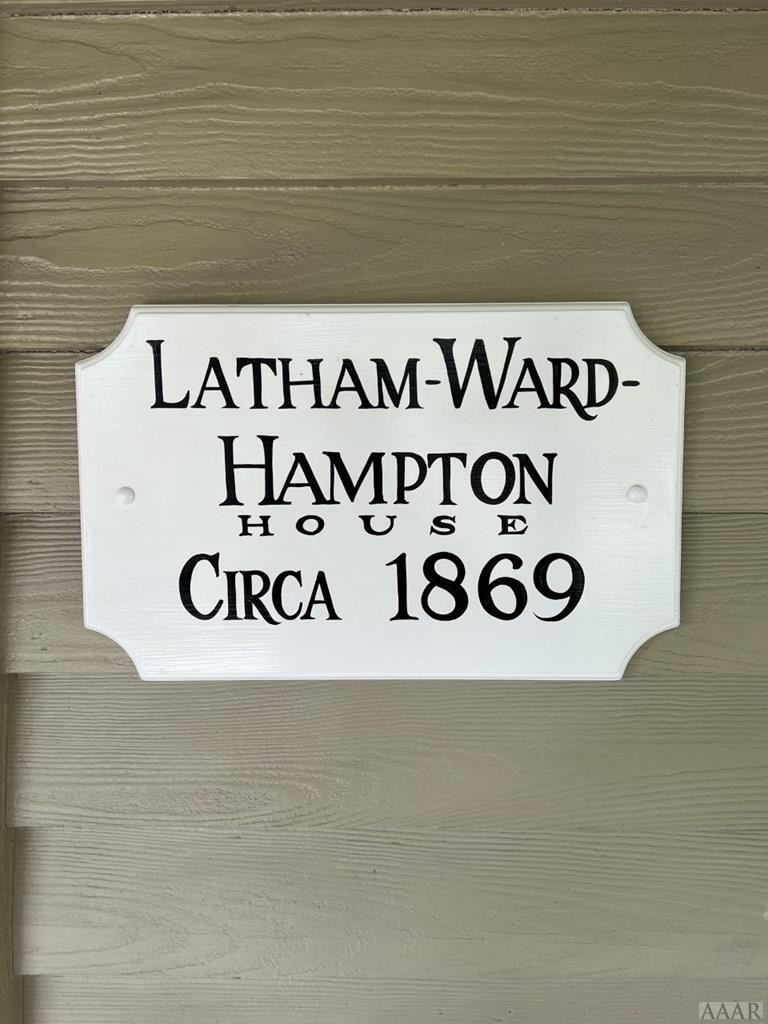 LATHAM-WARD-
HAMPTON
HOUSE
CIRCA 1869
AAAR